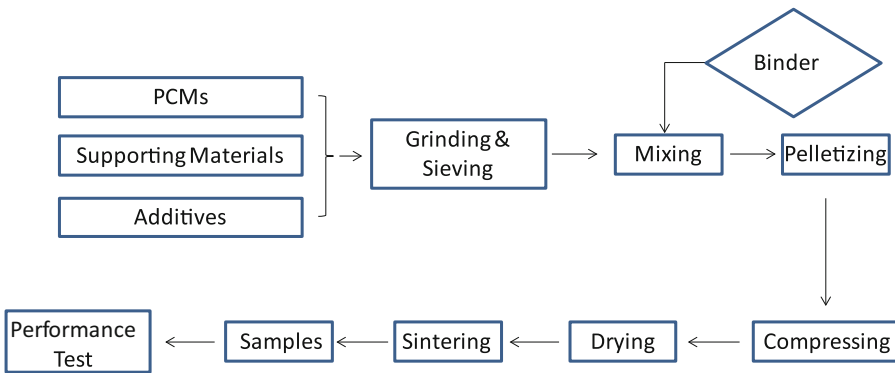 Binder
PCMs
Supporting Materials
Additives
Grinding &
Sieving
Mixing
Pelletizing
Compressing
Drying
Sintering
Samples
Performance
Test